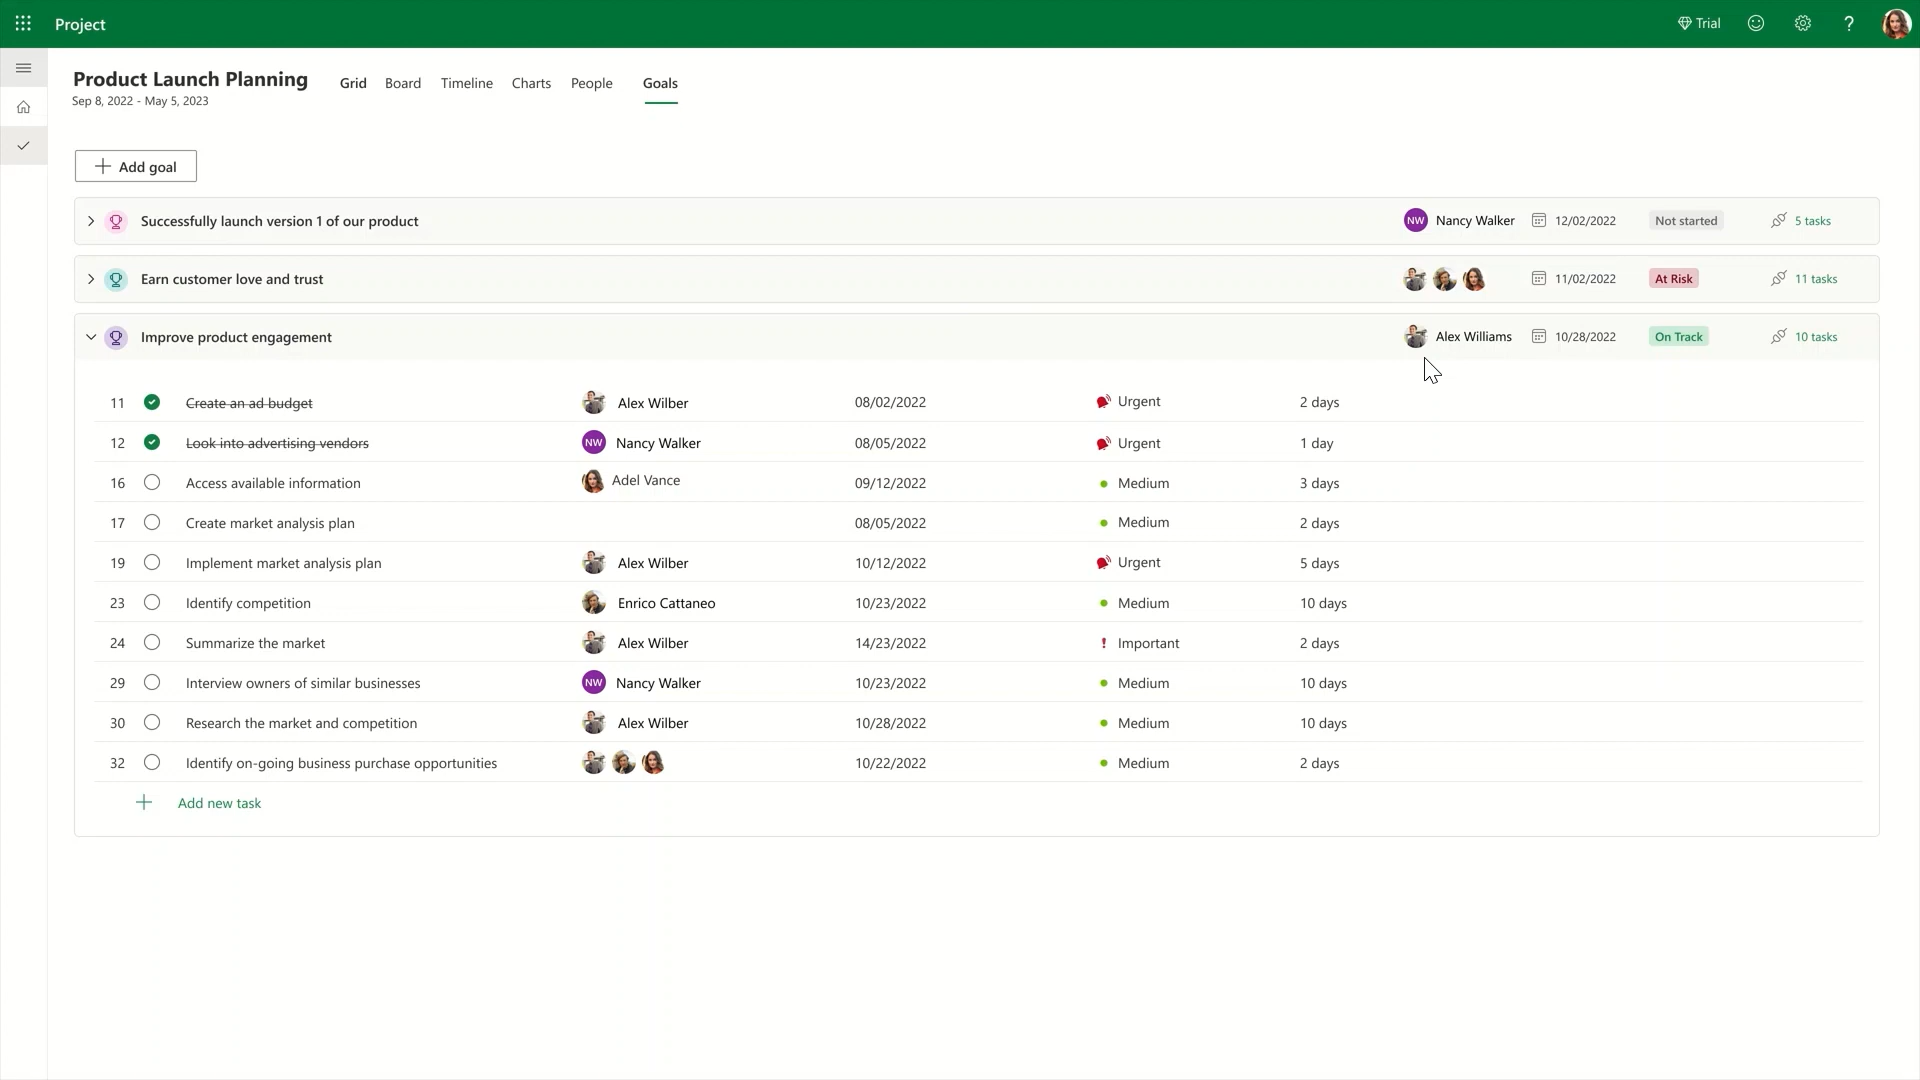 Project
Trial
?
Product Launch Planning
Sep 8, 2022 - May 5, 2023
Grid Board Timeline Charts People Goals
Add goal
Successfully launch version 1 of our product NW Nancy Walker 12/02/2022 Not started 5 tasks
Earn customer love and trust 11/02/2022 At Risk 11 tasks
Improve product engagement Alex Williams 10/28/2022 On Track 10 tasks
11 Create an ad budget Alex Wilber 08/02/2022 Urgent 2 days
12 Look into advertising vendors NW Nancy Walker 08/05/2022 Urgent 1 day
16 Access available information Adel Vance 09/12/2022 Medium 3 days
17 Create market analysis plan 08/05/2022 Medium 2 days
19 Implement market analysis plan Alex Wilber 10/12/2022 Urgent 5 days
23 Identify competition Enrico Cattaneo 10/23/2022 Medium 10 days
24 Summarize the market Alex Wilber 14/23/2022 Important 2 days
29 Interview owners of similar businesses NW Nancy Walker 10/23/2022 Medium 10 days
30 Research the market and competition Alex Wilber 10/28/2022 Medium 10 days
32 Identify on-going business purchase opportunities 10/22/2022 Medium 2 days
Add new task